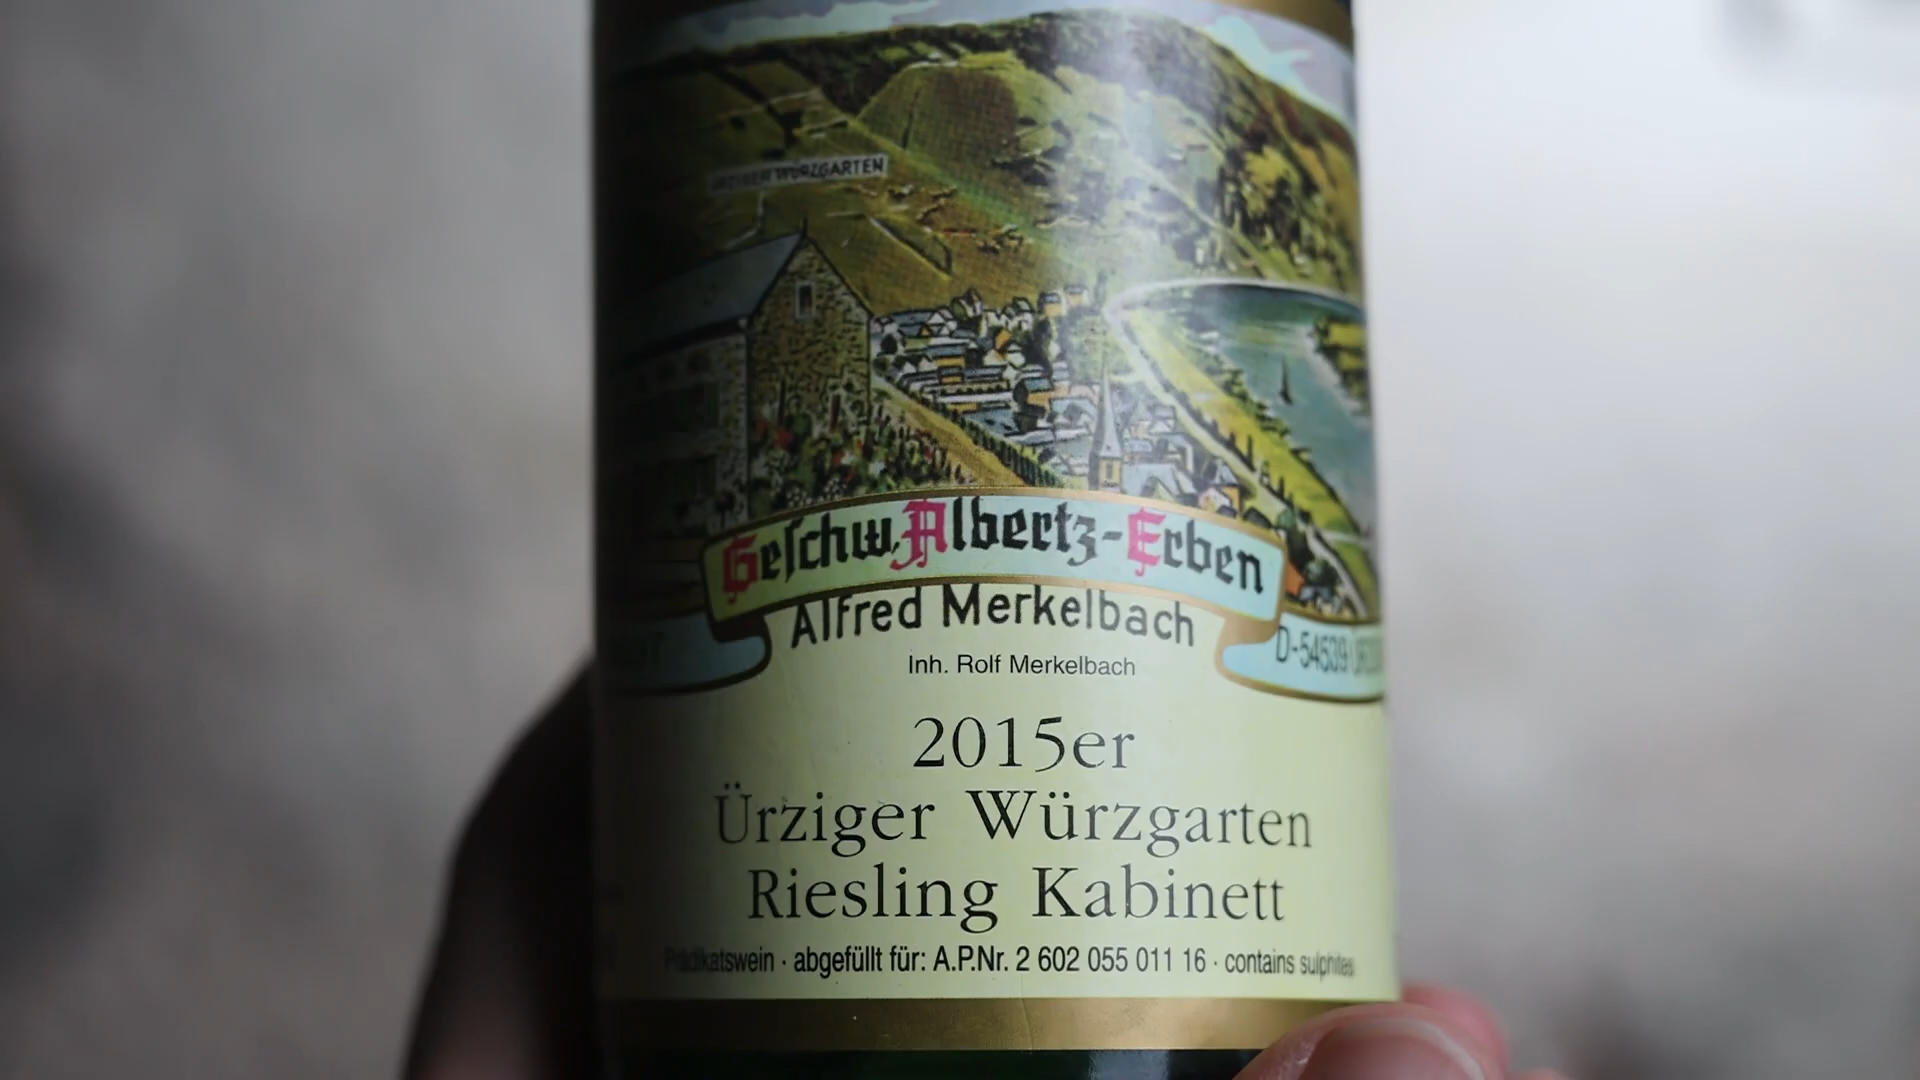 ÜRZIGER WÜRZGARTEN
Geschw. Albertz-Erben
Alfred Merkelbach
D-54539
Inh. Rolf Merkelbach
2015er
Ürziger Würzgarten
Riesling Kabinett
Prädikatswein · abgefüllt für: A.P.Nr. 2 602 055 011 16 · contains sulphites